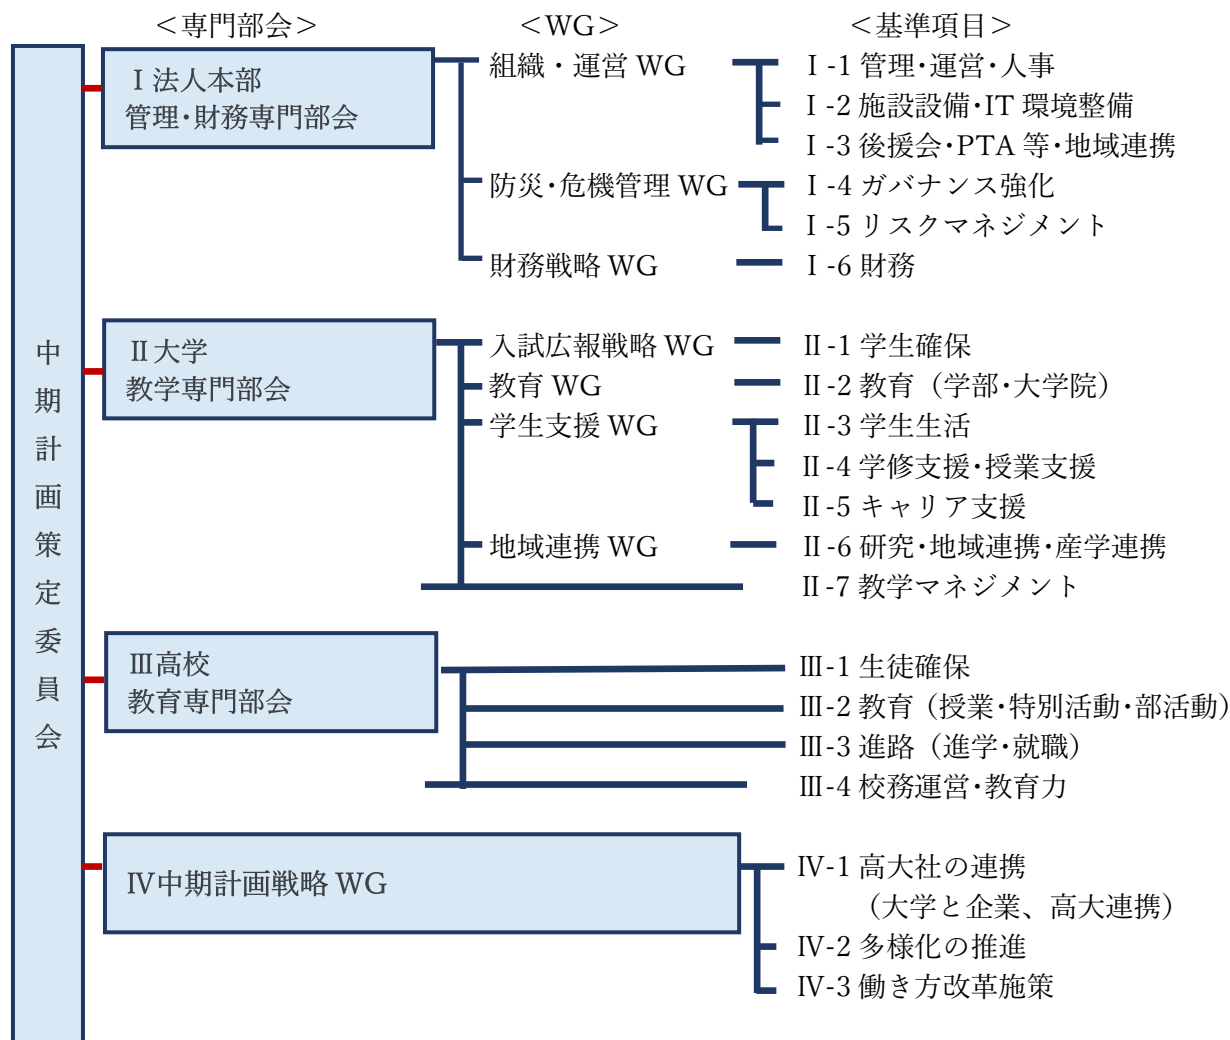 ＜専門部会＞ ＜WG＞ ＜基準項目＞
中期計画策定委員会
Ⅰ法人本部
管理・財務専門部会
組織・運営 WG
Ⅰ-1 管理・運営・人事
Ⅰ-2 施設設備・IT 環境整備
Ⅰ-3 後援会・PTA 等・地域連携
防災・危機管理 WG
Ⅰ-4 ガバナンス強化
Ⅰ-5 リスクマネジメント
財務戦略 WG
Ⅰ-6 財務
Ⅱ大学
教学専門部会
入試広報戦略 WG
Ⅱ-1 学生確保
教育 WG
Ⅱ-2 教育（学部・大学院）
学生支援 WG
Ⅱ-3 学生生活
Ⅱ-4 学修支援・授業支援
Ⅱ-5 キャリア支援
地域連携 WG
Ⅱ-6 研究・地域連携・産学連携
Ⅱ-7 教学マネジメント
Ⅲ高校
教育専門部会
Ⅲ-1 生徒確保
Ⅲ-2 教育（授業・特別活動・部活動）
Ⅲ-3 進路（進学・就職）
Ⅲ-4 校務運営・教育力
Ⅳ中期計画戦略 WG
Ⅳ-1 高大社の連携
（大学と企業、高大連携）
Ⅳ-2 多様化の推進
Ⅳ-3 働き方改革施策